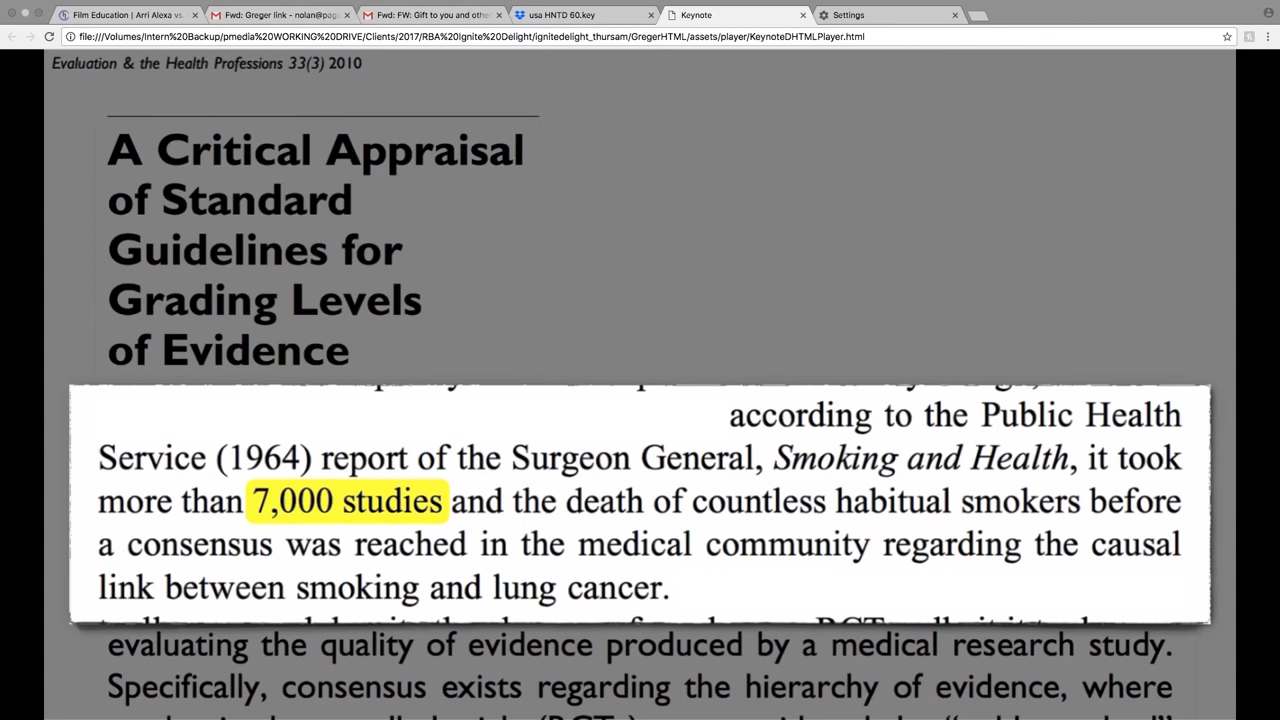 Film Education | Arri Alexa vs.
Fwd: Greger link - nolan@pag
Fwd: FW: Gift to you and othe
usa HNTD 60.key
Keynote
Settings
file:///Volumes/Intern%20Backup/pmedia%20WORKING%20DRIVE/Clients/2017/RBA%20Ignite%20Delight/ignitedelight_thursam/GregerHTML/assets/player/KeynoteDHTMLPlayer.html
Evaluation & the Health Professions 33(3) 2010
A Critical Appraisal
of Standard
Guidelines for
Grading Levels
of Evidence
according to the Public Health
Service (1964) report of the Surgeon General, Smoking and Health, it took
more than 7,000 studies and the death of countless habitual smokers before
a consensus was reached in the medical community regarding the causal
link between smoking and lung cancer.
evaluating the quality of evidence produced by a medical research study.
Specifically, consensus exists regarding the hierarchy of evidence, where